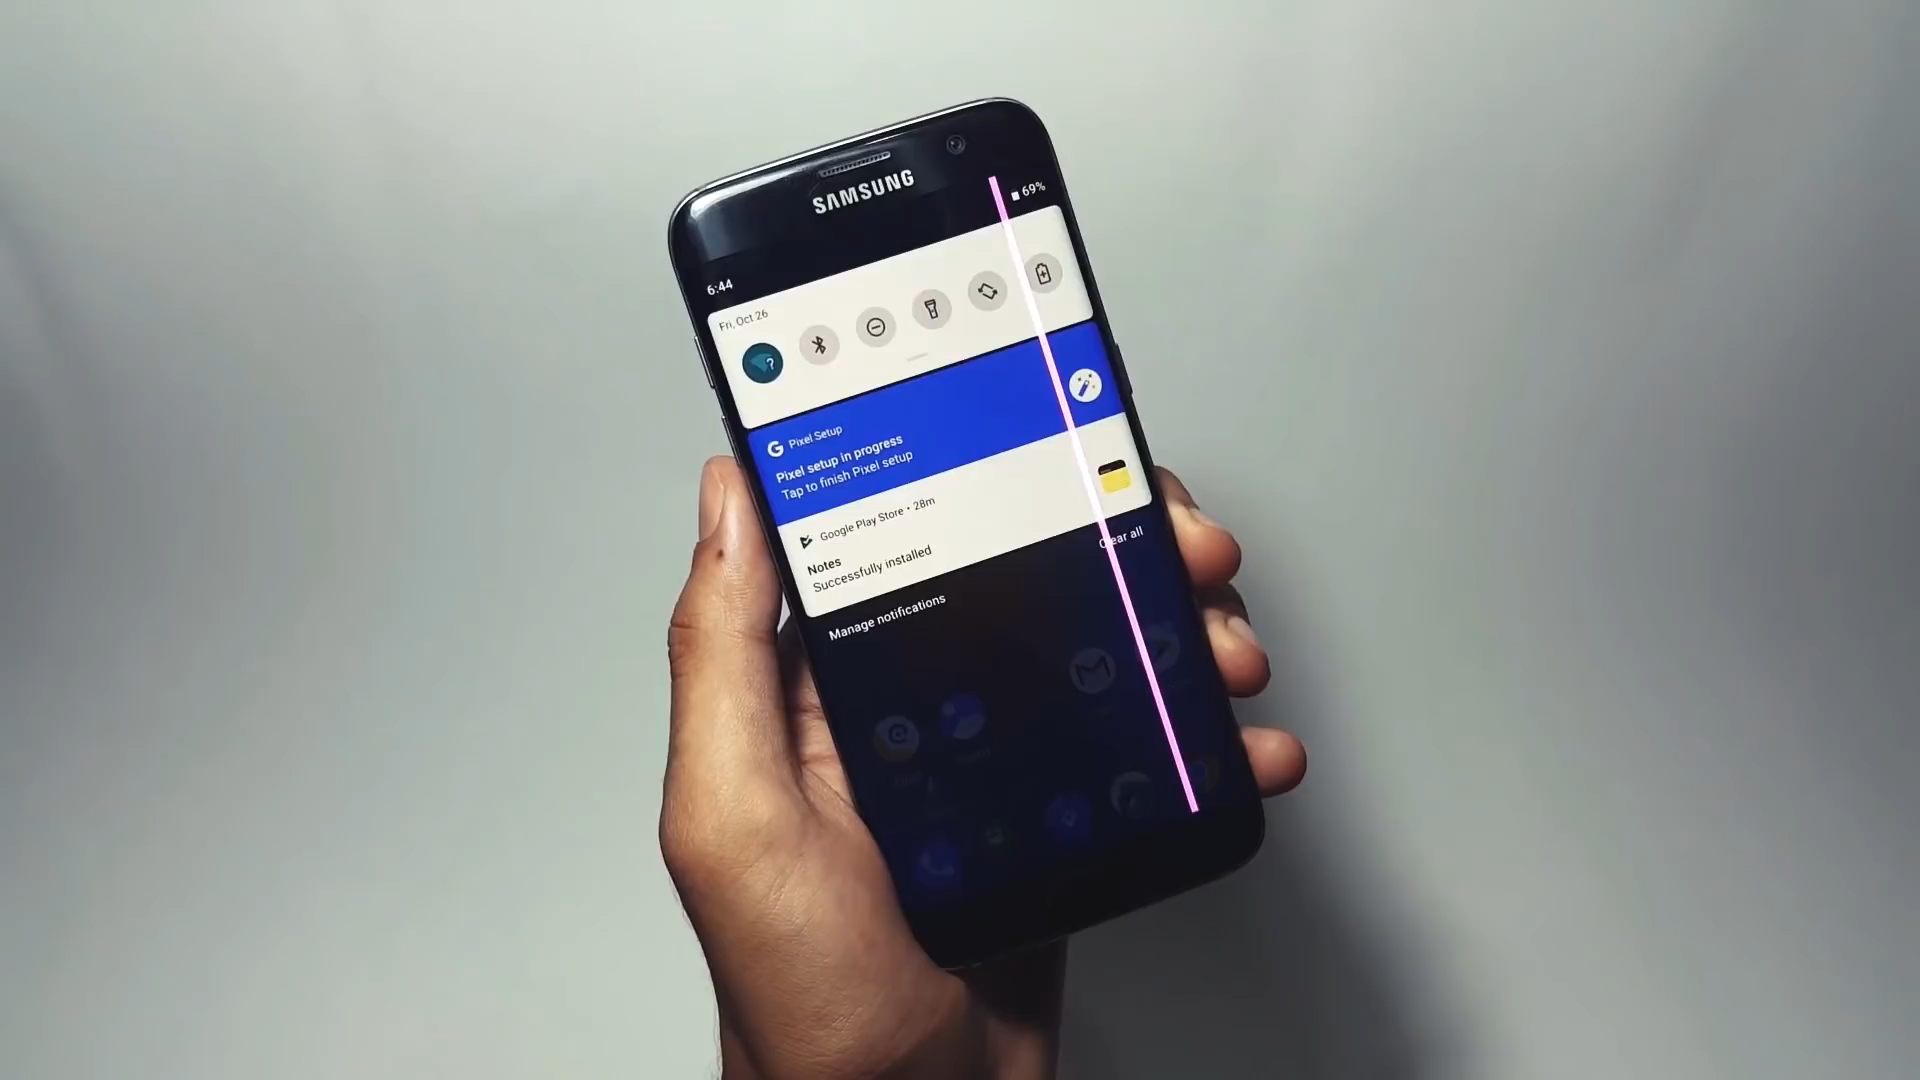 SAMSUNG
69%
6:44
Fri, Oct 26
Pixel Setup
Pixel setup in progress
Tap to finish Pixel setup
Google Play Store • 28m
Notes
Successfully installed
Clear all
Manage notifications